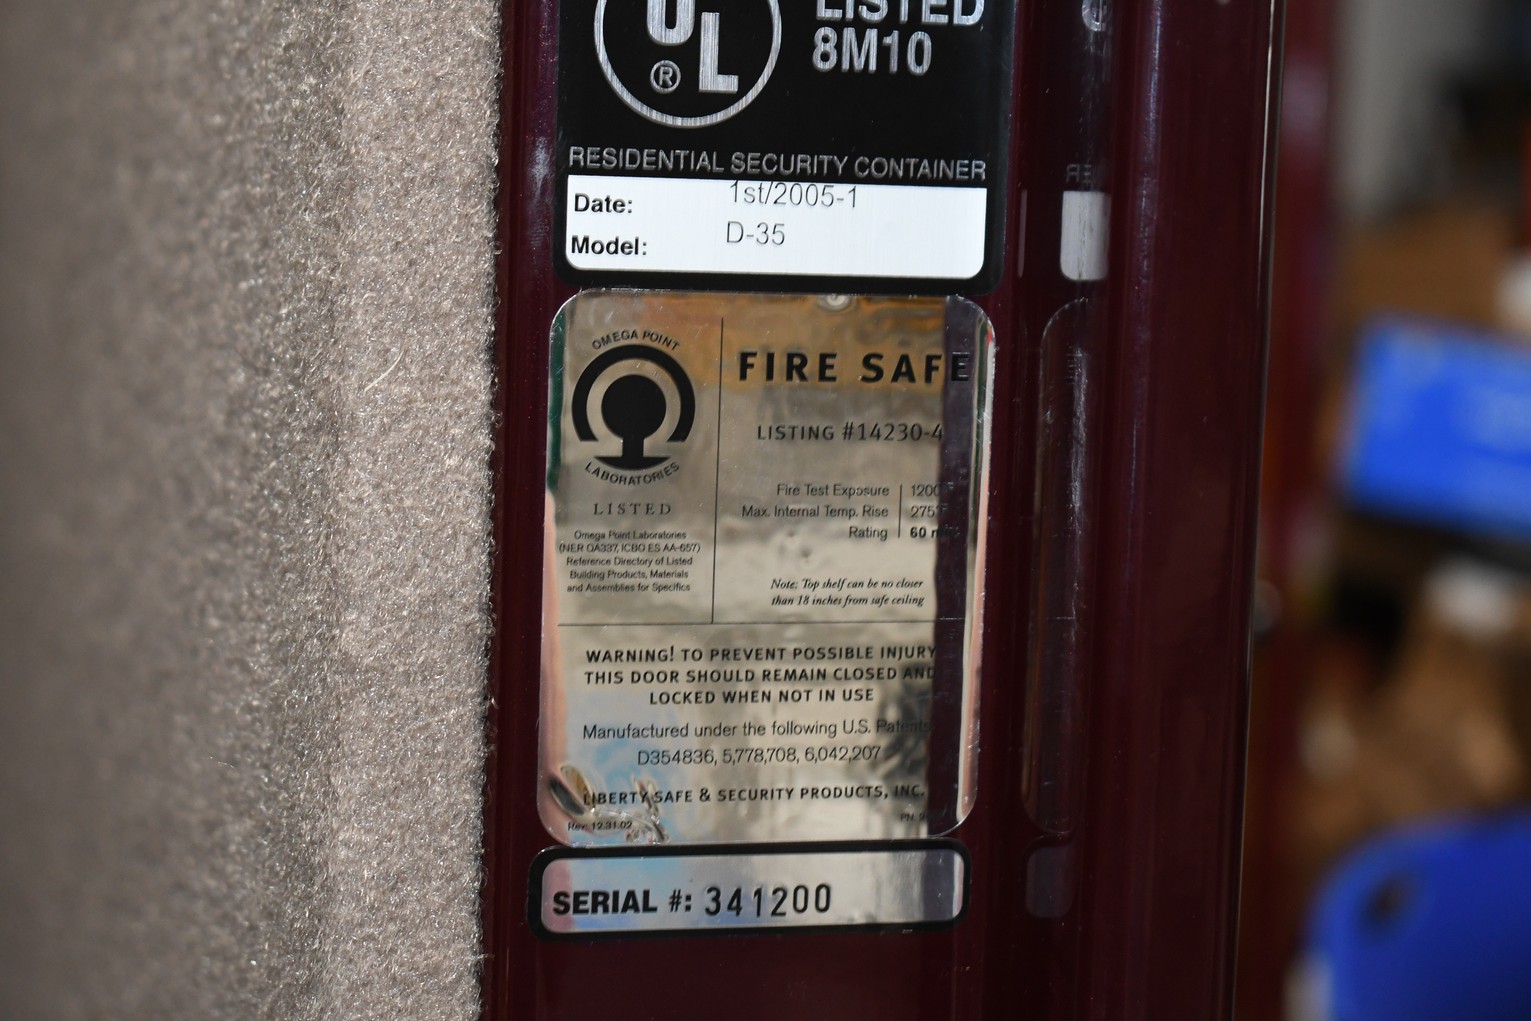 UL
®
LISTED
8M10
RESIDENTIAL SECURITY CONTAINER
Date: 1st/2005-1
Model: D-35
OMEGA POINT
LABORATORIES
LISTED
Omega Point Laboratories
(NER QA337, ICBO ES AA-657)
Reference Directory of Listed
Building Products, Materials
and Assemblies for Specifics
FIRE SAFE
LISTING #14230-4
Fire Test Exposure 1200
Max. Internal Temp. Rise 275
Rating 60
Note: Top shelf can be no closer
than 18 inches from safe ceiling
WARNING! TO PREVENT POSSIBLE INJURY
THIS DOOR SHOULD REMAIN CLOSED AND
LOCKED WHEN NOT IN USE
Manufactured under the following U.S. Patents
D354836, 5,778,708, 6,042,207
LIBERTY SAFE & SECURITY PRODUCTS, INC.
Rev. 12.31.02
PN.
SERIAL #: 341200